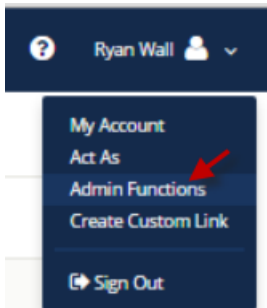 ? Ryan Wall
My Account
Act As
Admin Functions
Create Custom Link
Sign Out